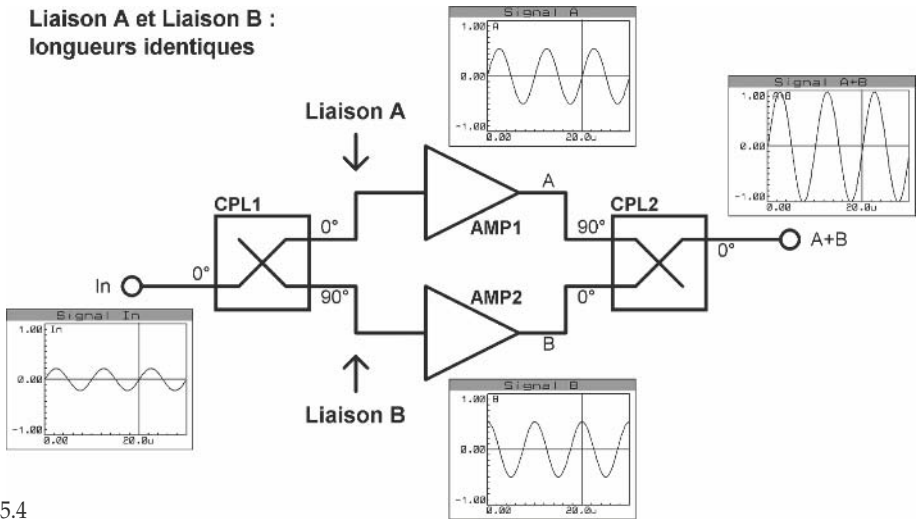 Liaison A et Liaison B :
longueurs identiques
Signal A
1.00 A
0.00
-1.00
0.00 20.0u
Signal A+B
1.00 A+B
0.00
-1.00
0.00 20.0u
Liaison A
CPL1
0°
A
AMP1
90°
CPL2
0°
A+B
In
0°
90°
AMP2
0°
B
Signal In
1.00 In
0.00
-1.00
0.00 20.0u
Liaison B
Signal B
1.00 B
0.00
-1.00
0.00 20.0u
5.4